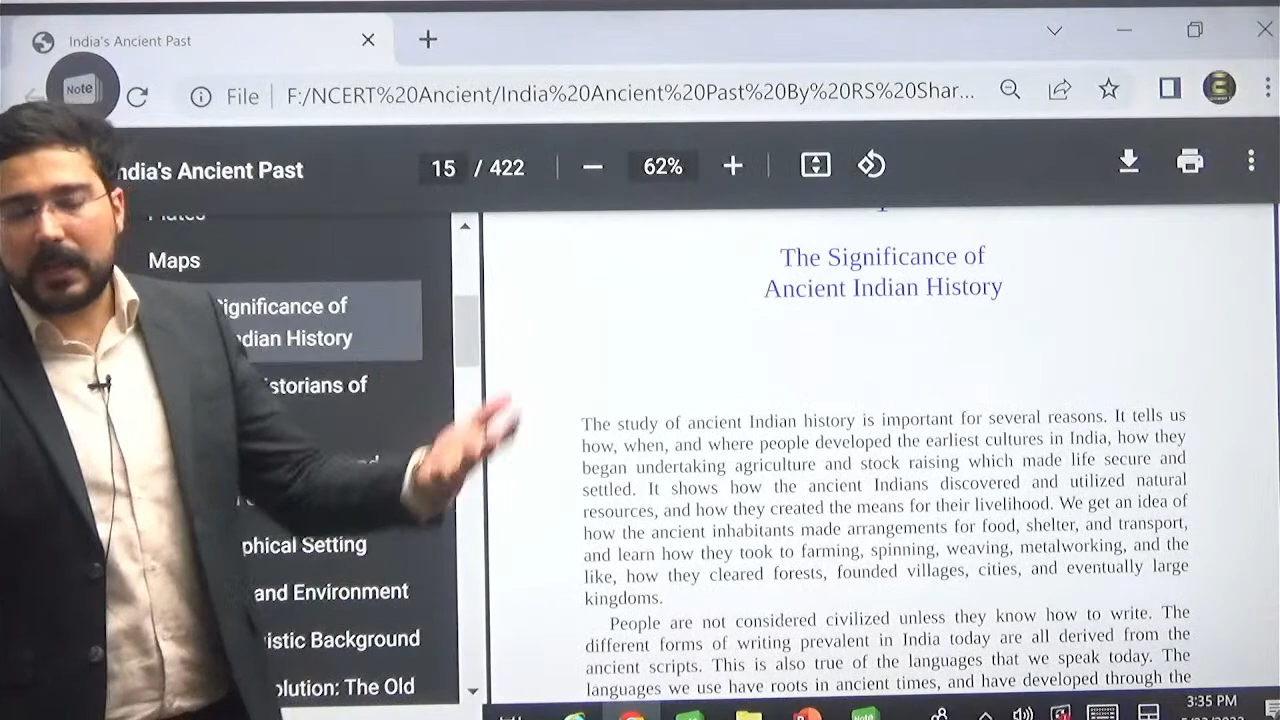 India's Ancient Past
Note
File
F:/NCERT%20Ancient/India%20Ancient%20Past%20By%20RS%20Shar...
ndia's Ancient Past
15 / 422
62%
Maps
ignificance of
dian History
istorians of
phical Setting
and Environment
istic Background
olution: The Old
The Significance of
Ancient Indian History
The study of ancient Indian history is important for several reasons. It tells us
how, when, and where people developed the earliest cultures in India, how they
began undertaking agriculture and stock raising which made life secure and
settled. It shows how the ancient Indians discovered and utilized natural
resources, and how they created the means for their livelihood. We get an idea of
how the ancient inhabitants made arrangements for food, shelter, and transport,
and learn how they took to farming, spinning, weaving, metalworking, and the
like, how they cleared forests, founded villages, cities, and eventually large
kingdoms.
People are not considered civilized unless they know how to write. The
different forms of writing prevalent in India today are all derived from the
ancient scripts. This is also true of the languages that we speak today. The
languages we use have roots in ancient times, and have developed through the
3:35 PM
Note